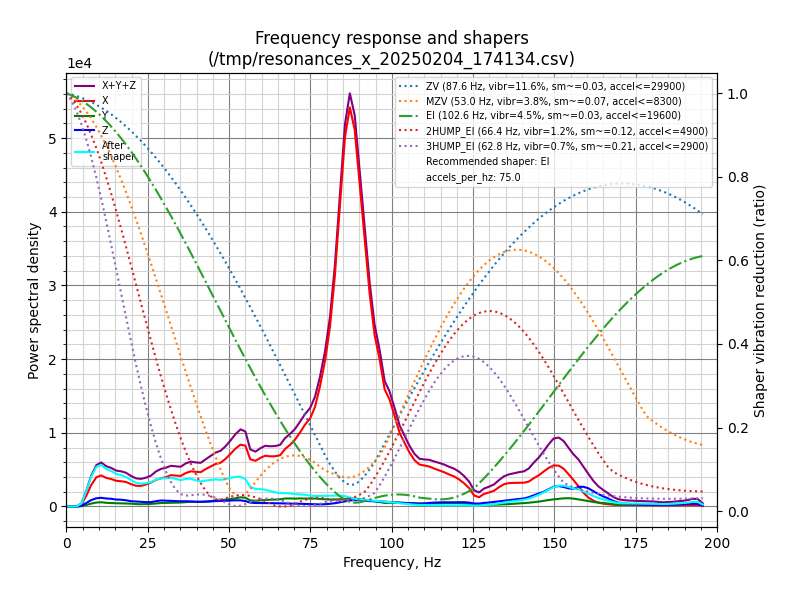 Frequency response and shapers
(/tmp/resonances_x_20250204_174134.csv)
1e4
X+Y+Z
X
Y
Z
After
shaper
ZV (87.6 Hz, vibr=11.6%, sm~=0.03, accel<=29900)
MZV (53.0 Hz, vibr=3.8%, sm~=0.07, accel<=8300)
EI (102.6 Hz, vibr=4.5%, sm~=0.03, accel<=19600)
2HUMP_EI (66.4 Hz, vibr=1.2%, sm~=0.12, accel<=4900)
3HUMP_EI (62.8 Hz, vibr=0.7%, sm~=0.21, accel<=2900)
Recommended shaper: EI
accels_per_hz: 75.0
Power spectral density
5
4
3
2
1
0
1.0
0.8
0.6
0.4
0.2
0.0
Shaper vibration reduction (ratio)
0 25 50 75 100 125 150 175 200
Frequency, Hz